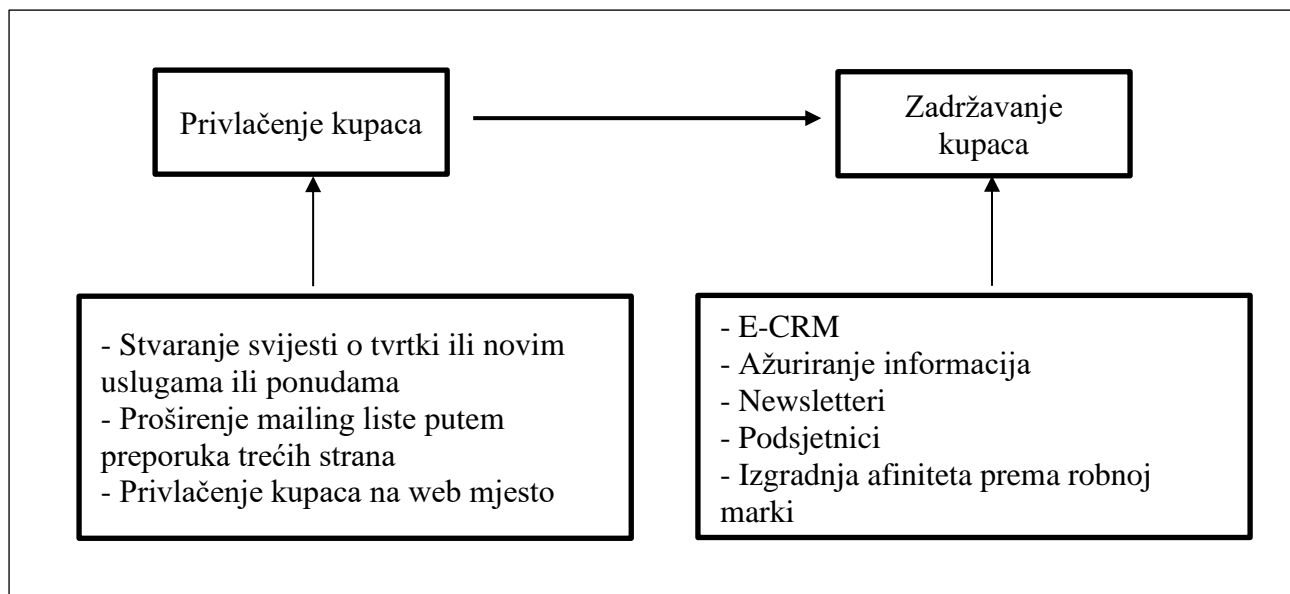 Privlačenje kupaca
Zadržavanje
kupaca
- Stvaranje svijesti o tvrtki ili novim
uslugama ili ponudama
- Proširenje mailing liste putem
preporuka trećih strana
- Privlačenje kupaca na web mjesto
- E-CRM
- Ažuriranje informacija
- Newsletteri
- Podsjetnici
- Izgradnja afiniteta prema robnoj
marki